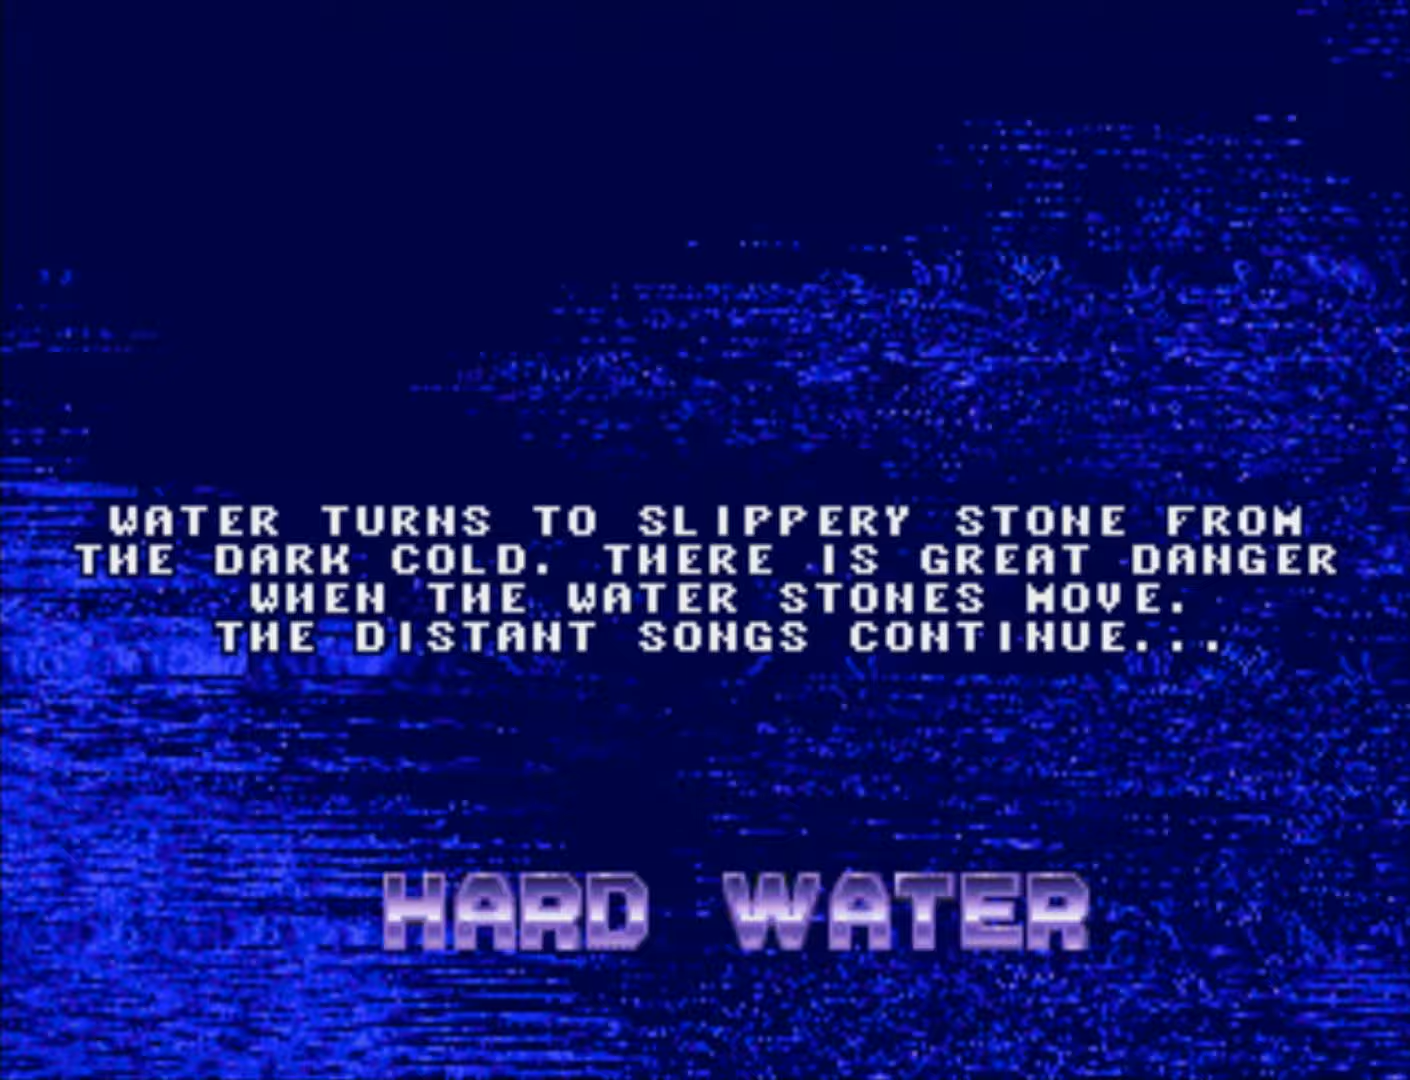 WATER TURNS TO SLIPPERY STONE FROM
THE DARK COLD. THERE IS GREAT DANGER
WHEN THE WATER STONES MOVE.
THE DISTANT SONGS CONTINUE...
HARD WATER